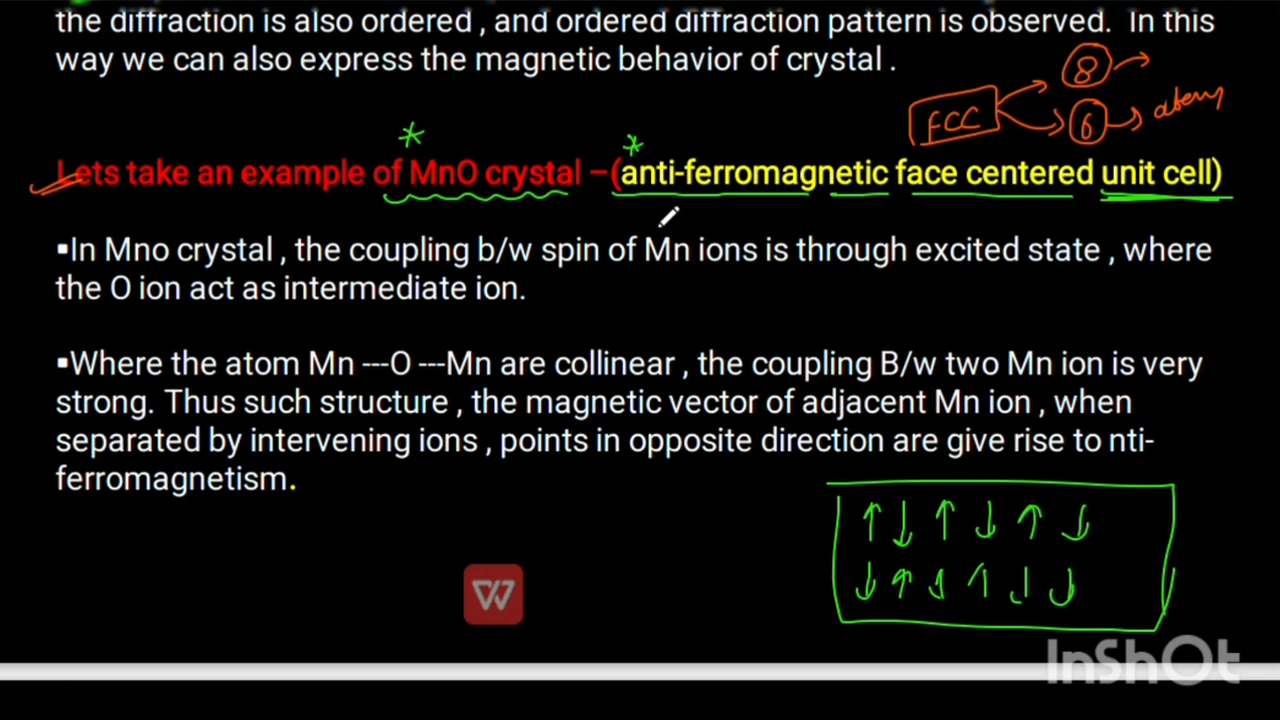 the diffraction is also ordered , and ordered diffraction pattern is observed. In this
way we can also express the magnetic behavior of crystal .
8
FCC
6
Lets take an example of MnO crystal –(anti-ferromagnetic face centered unit cell)
▪In Mno crystal , the coupling b/w spin of Mn ions is through excited state , where
the O ion act as intermediate ion.
▪Where the atom Mn ---O ---Mn are collinear , the coupling B/w two Mn ion is very
strong. Thus such structure , the magnetic vector of adjacent Mn ion , when
separated by intervening ions , points in opposite direction are give rise to nti-
ferromagnetism.
↑ ↓ ↑ ↓ ↑ ↓
↓ ↑ ↓ ↑ ↓ ↓
InShOt